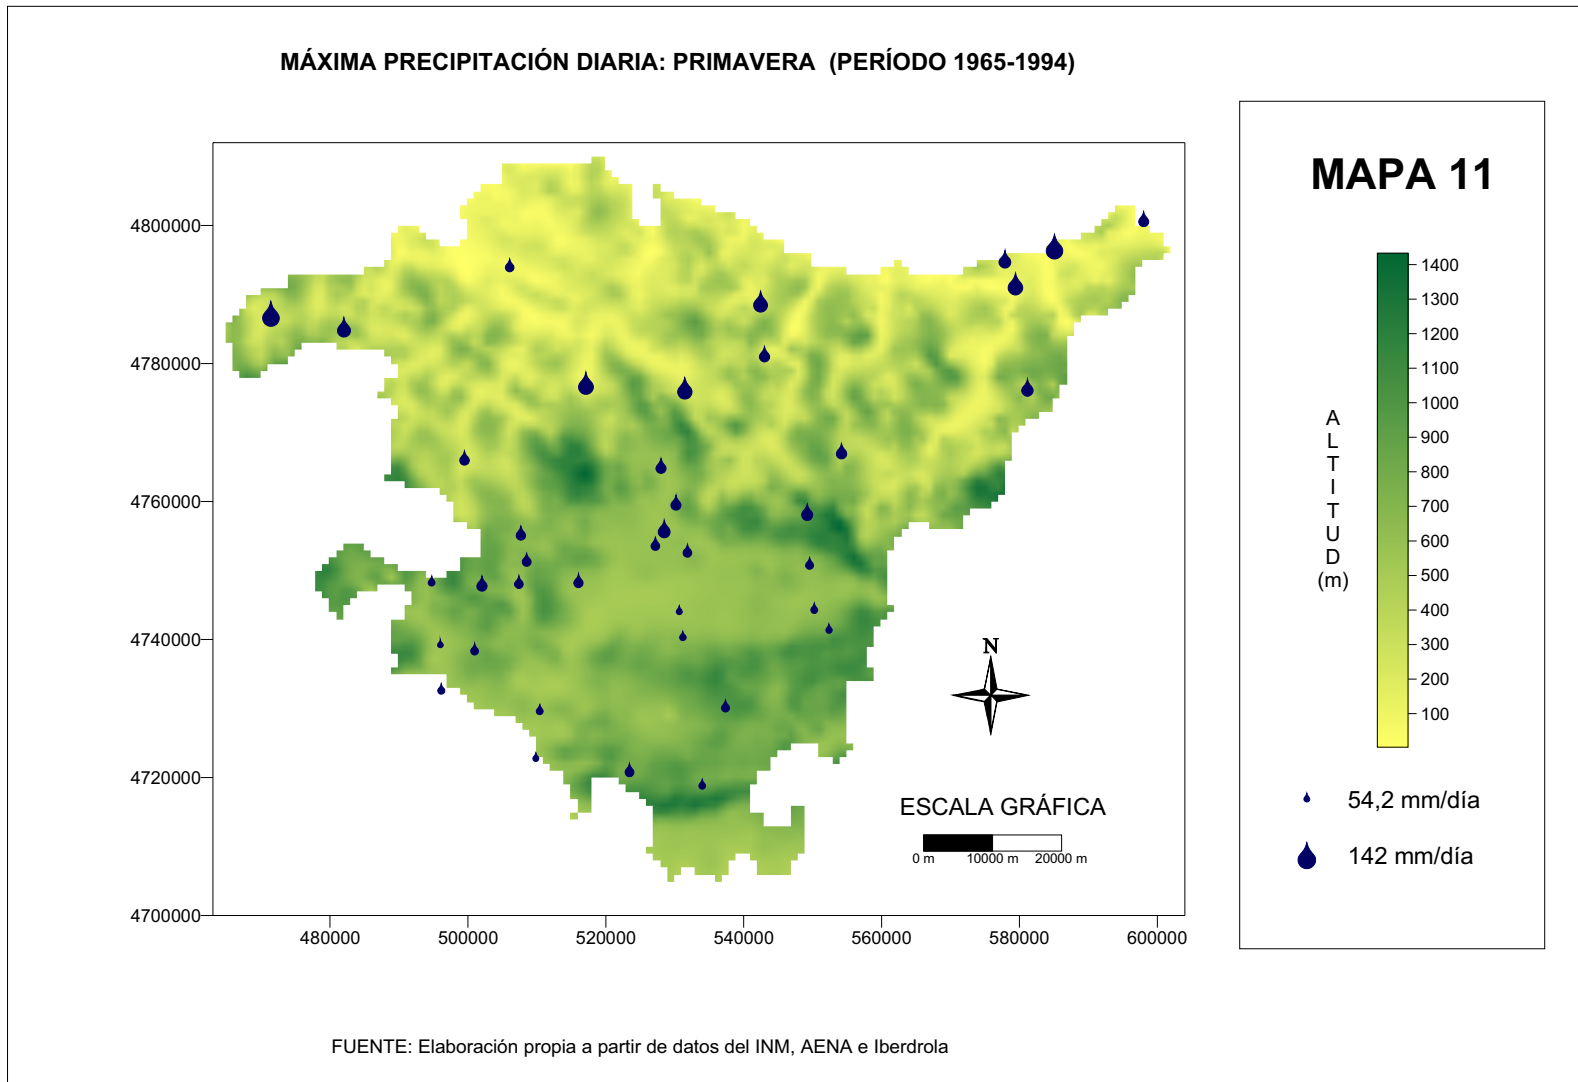 MÁXIMA PRECIPITACIÓN DIARIA: PRIMAVERA (PERÍODO 1965-1994)
MAPA 11
4800000
4780000
4760000
4740000
4720000
4700000
480000
500000
520000
540000
560000
580000
600000
N
ESCALA GRÁFICA
0 m
10000 m
20000 m
A
L
T
I
T
U
D
(m)
1400
1300
1200
1100
1000
900
800
700
600
500
400
300
200
100
54,2 mm/día
142 mm/día
FUENTE: Elaboración propia a partir de datos del INM, AENA e Iberdrola